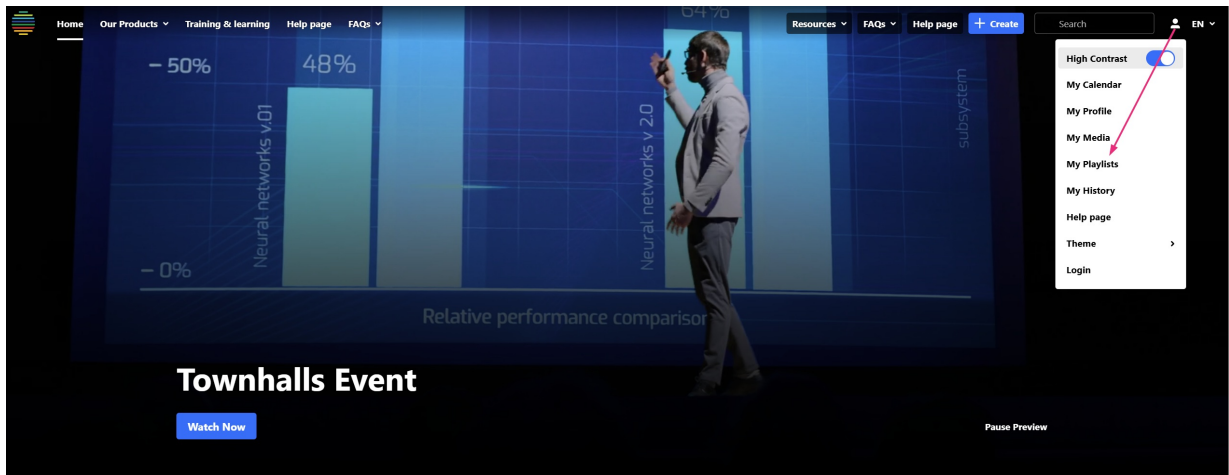 Home Our Products Training & learning Help page FAQs
Resources FAQs Help page + Create Search EN
64%
– 50%
48%
Neural networks v.01
Neural networks v 2.0
subsystem
– 0%
Relative performance comparison
High Contrast
My Calendar
My Profile
My Media
My Playlists
My History
Help page
Theme
Login
Townhalls Event
Watch Now
Pause Preview